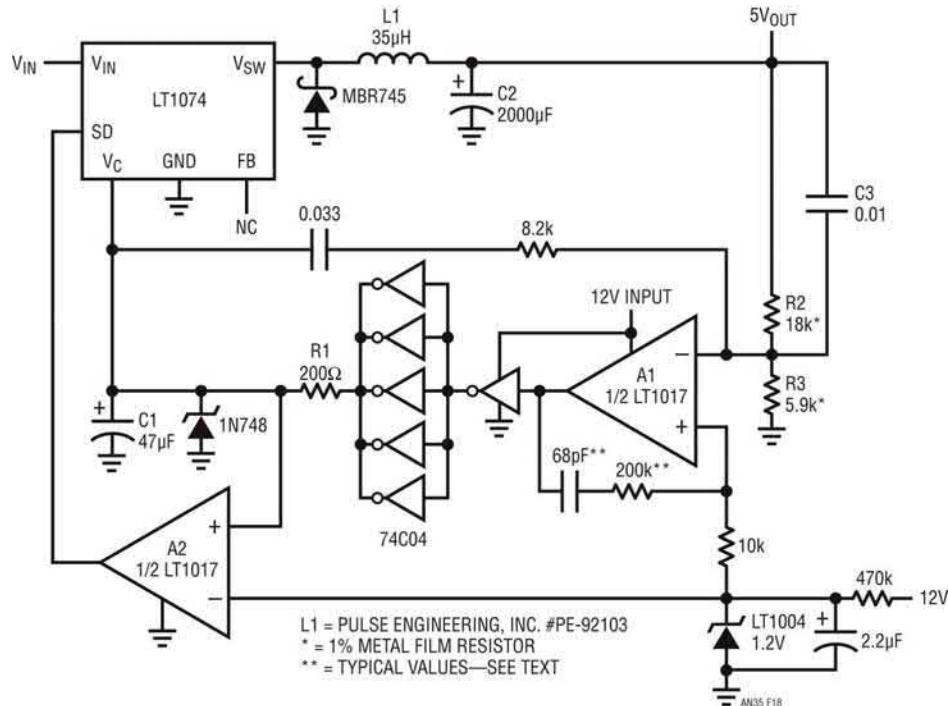 L1
35µH
5VOUT
VIN
VIN
VSW
LT1074
MBR745
+
C2
2000µF
SD
VC
GND
FB
NC
C3
0.01
0.033
8.2k
12V INPUT
R2
18k*
R1
200Ω
–
A1
1/2 LT1017
+
R3
5.9k*
+
C1
47µF
1N748
68pF**
200k**
74C04
+
A2
1/2 LT1017
–
10k
470k
12V
LT1004
1.2V
+
2.2µF
L1 = PULSE ENGINEERING, INC. #PE-92103
* = 1% METAL FILM RESISTOR
** = TYPICAL VALUES—SEE TEXT
AN35 F18